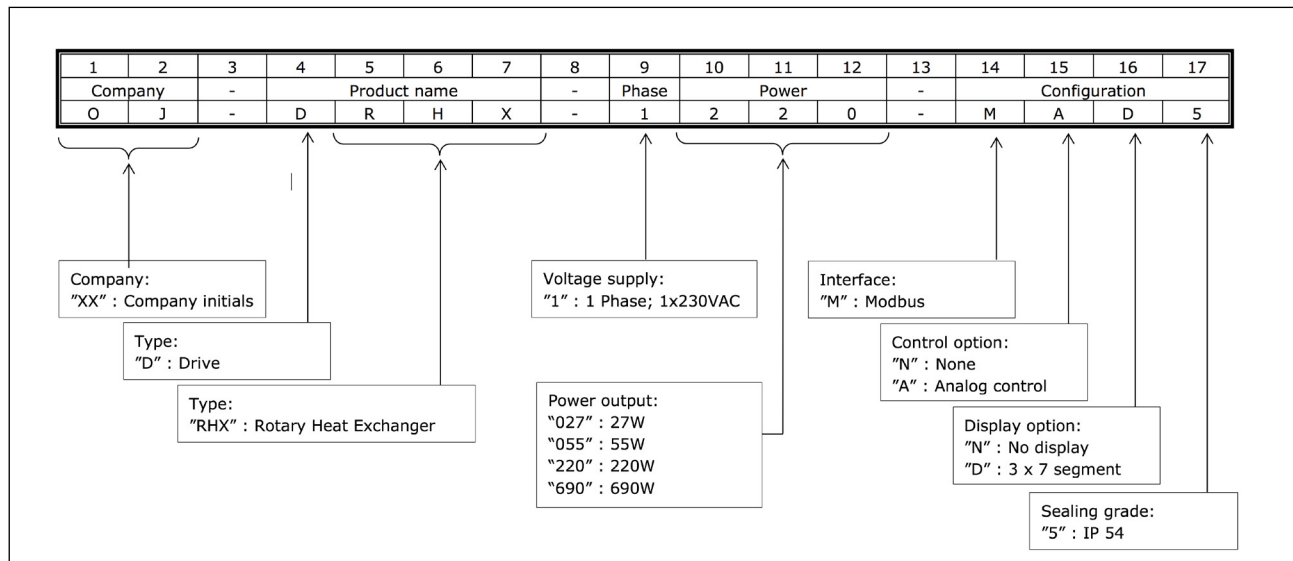 1 2 3 4 5 6 7 8 9 10 11 12 13 14 15 16 17
Company - Product name - Phase Power - Configuration
O J - D R H X - 1 2 2 0 - M A D 5
Company:
"XX" : Company initials
Type:
"D" : Drive
Type:
"RHX" : Rotary Heat Exchanger
Voltage supply:
"1" : 1 Phase; 1x230VAC
Power output:
"027" : 27W
"055" : 55W
"220" : 220W
"690" : 690W
Interface:
"M" : Modbus
Control option:
"N" : None
"A" : Analog control
Display option:
"N" : No display
"D" : 3 x 7 segment
Sealing grade:
"5" : IP 54